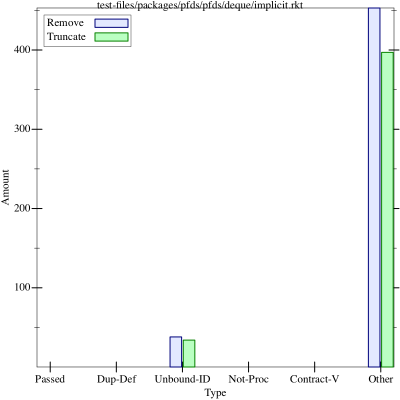 test-files/packages/pfds/pfds/deque/implicit.rkt
Remove
Truncate
400
300
200
100
Amount
Passed Dup-Def Unbound-ID Not-Proc Contract-V Other
Type